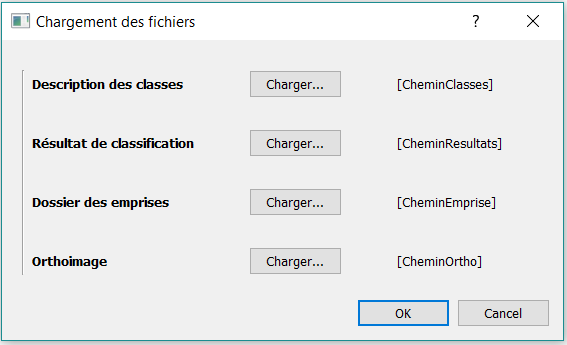 Chargement des fichiers ?
Description des classes Charger... [CheminClasses]
Résultat de classification Charger... [CheminResultats]
Dossier des emprises Charger... [CheminEmprise]
Orthoimage Charger... [CheminOrtho]
OK Cancel